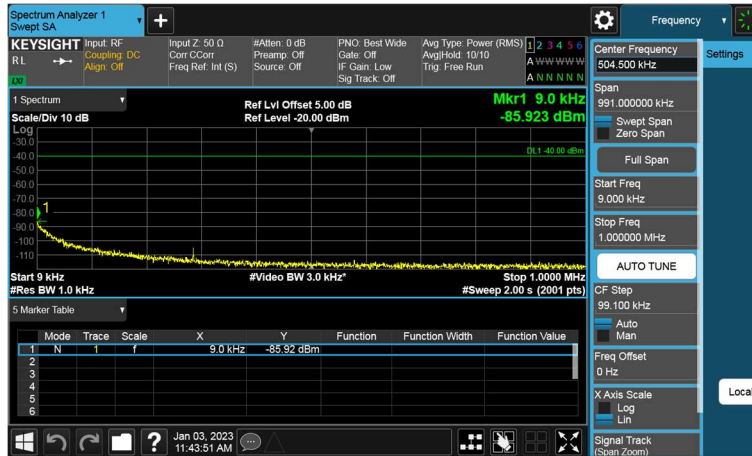 Spectrum Analyzer 1
Swept SA
+
Frequency
KEYSIGHT
RL
LXI
Input: RF
Coupling: DC
Align: Off
Input Z: 50 Ω
Corr CCorr
Freq Ref: Int (S)
#Atten: 0 dB
Preamp: Off
Source: Off
PNO: Best Wide
Gate: Off
IF Gain: Low
Sig Track: Off
Avg Type: Power (RMS)
Avg|Hold: 10/10
Trig: Free Run
1 2 3 4 5 6
A W W W W W
A N N N N N
1 Spectrum
Scale/Div 10 dB
Ref Lvl Offset 5.00 dB
Ref Level -20.00 dBm
Mkr1 9.0 kHz
-85.923 dBm
Log
-30.0
-40.0
-50.0
-60.0
-70.0
-80.0
-90.0
-100
-110
DL1 -40.00 dBm
1
Start 9 kHz
#Video BW 3.0 kHz*
Stop 1.0000 MHz
#Res BW 1.0 kHz
#Sweep 2.00 s (2001 pts)
5 Marker Table
Mode Trace Scale X Y Function Function Width Function Value
1 N 1 f 9.0 kHz -85.92 dBm
2
3
4
5
6
?
Jan 03, 2023
11:43:51 AM
Center Frequency
504.500 kHz
Settings
Span
991.000000 kHz
Swept Span
Zero Span
Full Span
Start Freq
9.000 kHz
Stop Freq
1.000000 MHz
AUTO TUNE
CF Step
99.100 kHz
Auto
Man
Freq Offset
0 Hz
X Axis Scale
Log
Lin
Local
Signal Track
(Span Zoom)